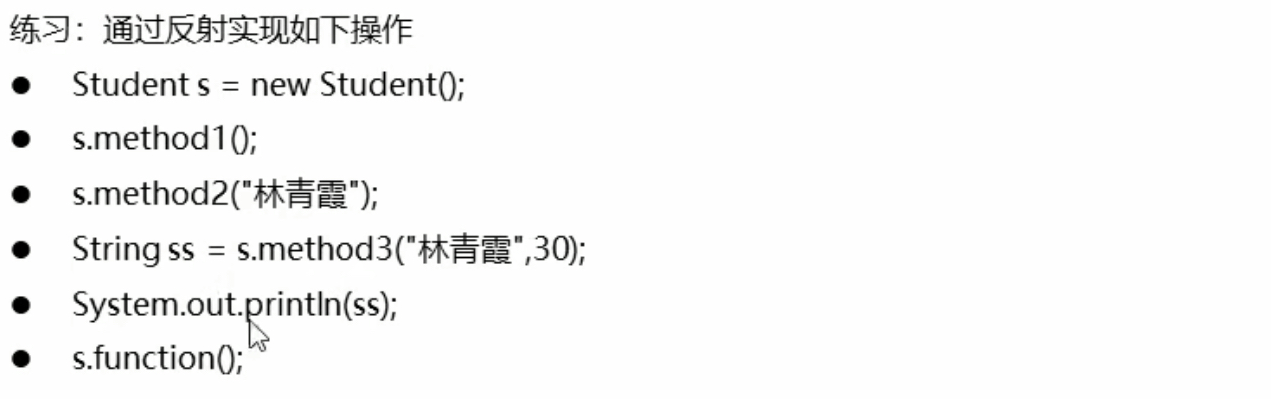 练习：通过反射实现如下操作
● Student s = new Student();
● s.method1();
● s.method2("林青霞");
● String ss = s.method3("林青霞",30);
● System.out.println(ss);
● s.function();